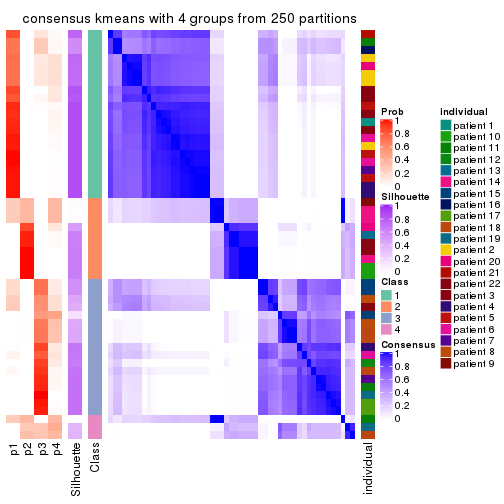 consensus kmeans with 4 groups from 250 partitions
Prob
1
0.8
0.6
0.4
0.2
0
Silhouette
1
0.8
0.6
0.4
0.2
0
Class
1
2
3
4
Consensus
1
0.8
0.6
0.4
0.2
0
individual
patient 1
patient 10
patient 11
patient 12
patient 13
patient 14
patient 15
patient 16
patient 17
patient 18
patient 19
patient 2
patient 20
patient 21
patient 22
patient 3
patient 4
patient 5
patient 6
patient 7
patient 8
patient 9
p1
p2
p3
p4
Silhouette
Class
individual